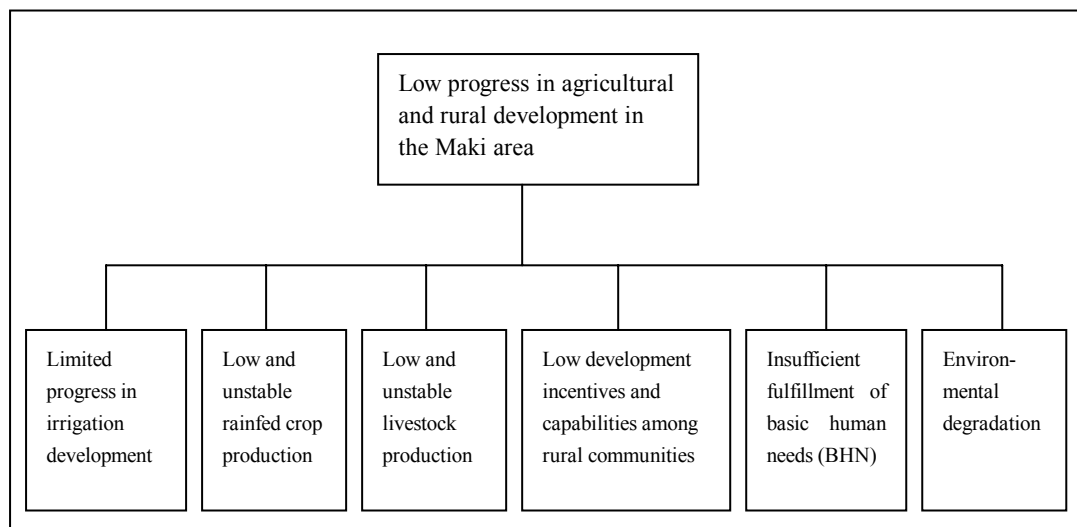 Low progress in agricultural
and rural development in
the Maki area
Limited
progress in
irrigation
development
Low and
unstable
rainfed crop
production
Low and
unstable
livestock
production
Low development
incentives and
capabilities among
rural communities
Insufficient
fulfillment of
basic human
needs (BHN)
Environ-
mental
degradation